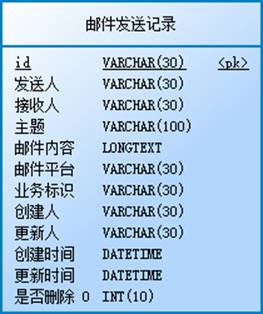 邮件发送记录
id VARCHAR(30) <pk>
发送人 VARCHAR(30)
接收人 VARCHAR(30)
主题 VARCHAR(100)
邮件内容 LONGTEXT
邮件平台 VARCHAR(30)
业务标识 VARCHAR(30)
创建人 VARCHAR(30)
更新人 VARCHAR(30)
创建时间 DATETIME
更新时间 DATETIME
是否删除 0 INT(10)